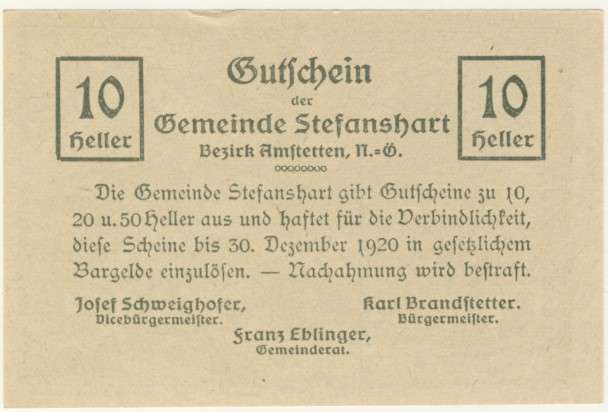 Gutschein
der
Gemeinde Stefanshart
Bezirk Amstetten, N.=Ö.
10
Heller
10
Heller
Die Gemeinde Stefanshart gibt Gutscheine zu 10,
20 u. 50 Heller aus und haftet für die Verbindlichkeit,
diese Scheine bis 30. Dezember 1920 in gesetzlichem
Bargelde einzulösen. — Nachahmung wird bestraft.
Josef Schweighofer,
Vicebürgermeister.
Karl Brandstetter.
Bürgermeister.
Franz Eblinger,
Gemeinderat.